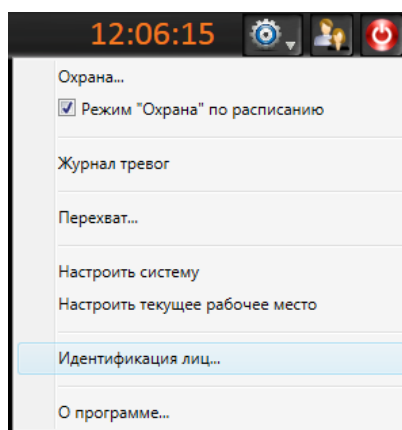 12:06:15
Охрана...
Режим "Охрана" по расписанию
Журнал тревог
Перехват...
Настроить систему
Настроить текущее рабочее место
Идентификация лиц...
О программе...